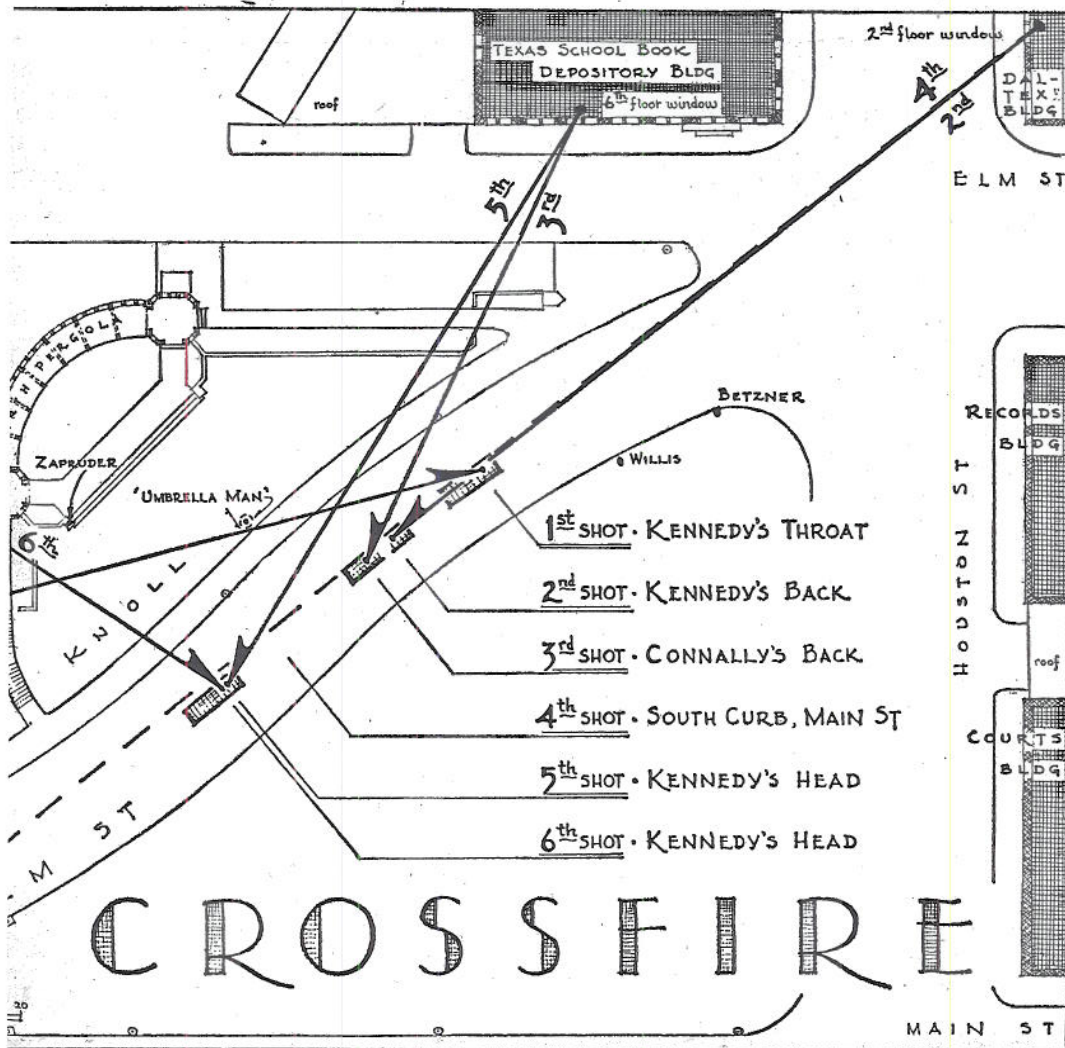 TEXAS SCHOOL BOOK
DEPOSITORY BLDG
6th floor window
roof
2nd floor window
4th
2nd
DAL-
TEX
BLDG
ELM ST
5th
3rd
PERGOLA
ZAPRUDER
"UMBRELLA MAN"
6th
KNOLL
BETZNER
WILLIS
RECORDS
BLDG
HOUSTON ST
1st SHOT · KENNEDY'S THROAT
2nd SHOT · KENNEDY'S BACK
3rd SHOT · CONNALLY'S BACK
4th SHOT · SOUTH CURB, MAIN ST
5th SHOT · KENNEDY'S HEAD
6th SHOT · KENNEDY'S HEAD
roof
COURTS
BLDG
M ST
CROSSFIRE
MAIN ST